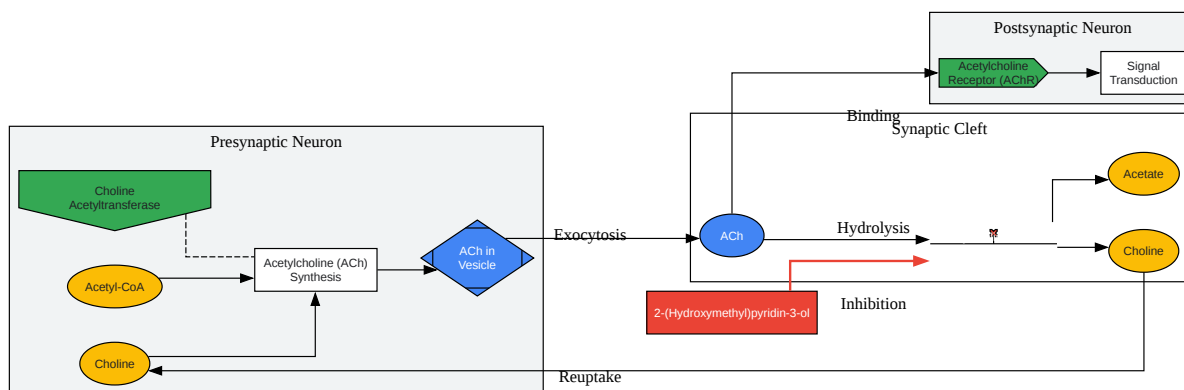 Postsynaptic Neuron
Acetylcholine
Receptor (AChR)
Signal
Transduction
Binding
Synaptic Cleft
Presynaptic Neuron
Choline
Acetyltransferase
Acetate
ACh
Hydrolysis
Exocytosis
ACh in
Vesicle
Choline
Acetylcholine (ACh)
Synthesis
Acetyl-CoA
2-(Hydroxymethyl)pyridin-3-ol
Inhibition
Choline
Reuptake